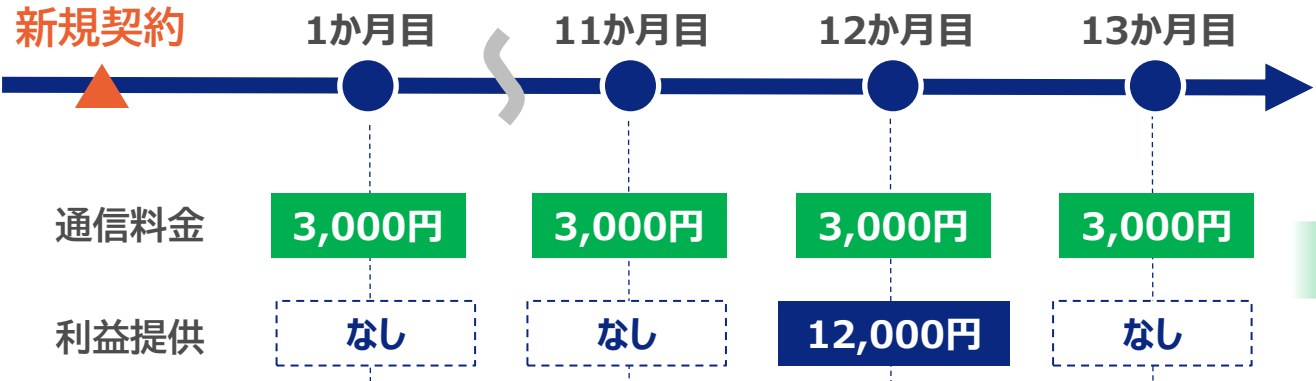 新規契約 1か月目 11か月目 12か月目 13か月目
通信料金 3,000円 3,000円 3,000円 3,000円
利益提供 なし なし 12,000円 なし